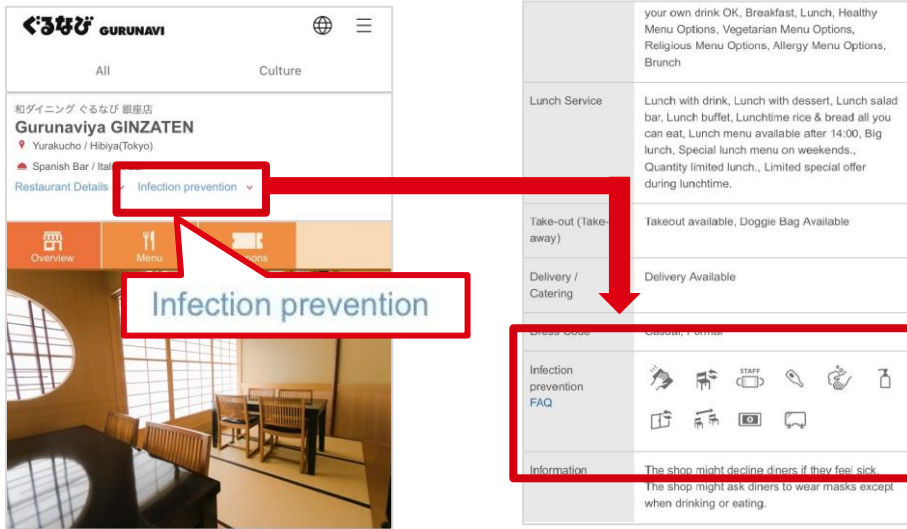 ぐるなび GURUNAVI
All
Culture
和ダイニング ぐるなび 銀座店
Gurunaviya GINZATEN
Yurakucho / Hibiya(Tokyo)
Spanish Bar /
Restaurant Details
Infection prevention
Overview
Menu
Infection prevention
your own drink OK, Breakfast, Lunch, Healthy
Menu Options, Vegetarian Menu Options,
Religious Menu Options, Allergy Menu Options,
Brunch
Lunch Service
Lunch with drink, Lunch with dessert, Lunch salad
bar, Lunch buffet, Lunchtime rice & bread all you
can eat, Lunch menu available after 14:00, Big
lunch, Special lunch menu on weekends.,
Quantity limited lunch., Limited special offer
during lunchtime.
Take-out (Take-
away)
Takeout available, Doggie Bag Available
Delivery /
Catering
Delivery Available
Dress Code
Casual, Formal
Infection
prevention
FAQ
STAFF
Information
The shop might decline diners if they feel sick.
The shop might ask diners to wear masks except
when drinking or eating.